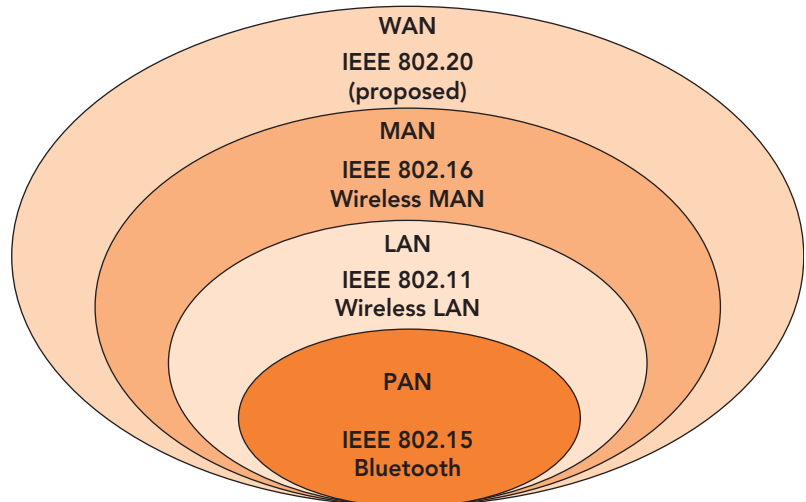 WAN
IEEE 802.20
(proposed)
MAN
IEEE 802.16
Wireless MAN
LAN
IEEE 802.11
Wireless LAN
PAN
IEEE 802.15
Bluetooth